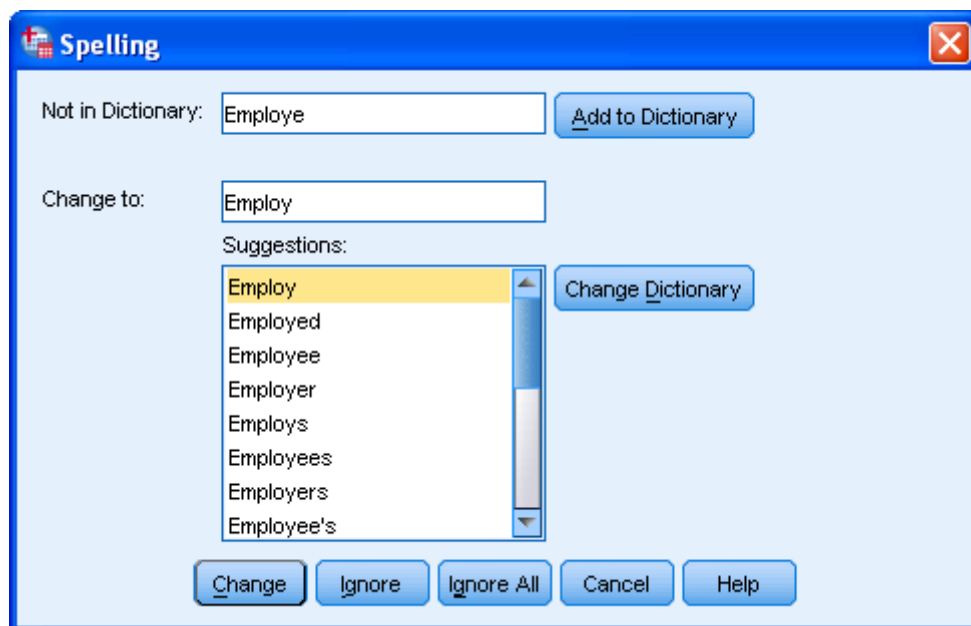 Spelling
Not in Dictionary: Employe Add to Dictionary
Change to: Employ
Suggestions:
Employ Change Dictionary
Employed
Employee
Employer
Employs
Employees
Employers
Employee's
Change Ignore Ignore All Cancel Help